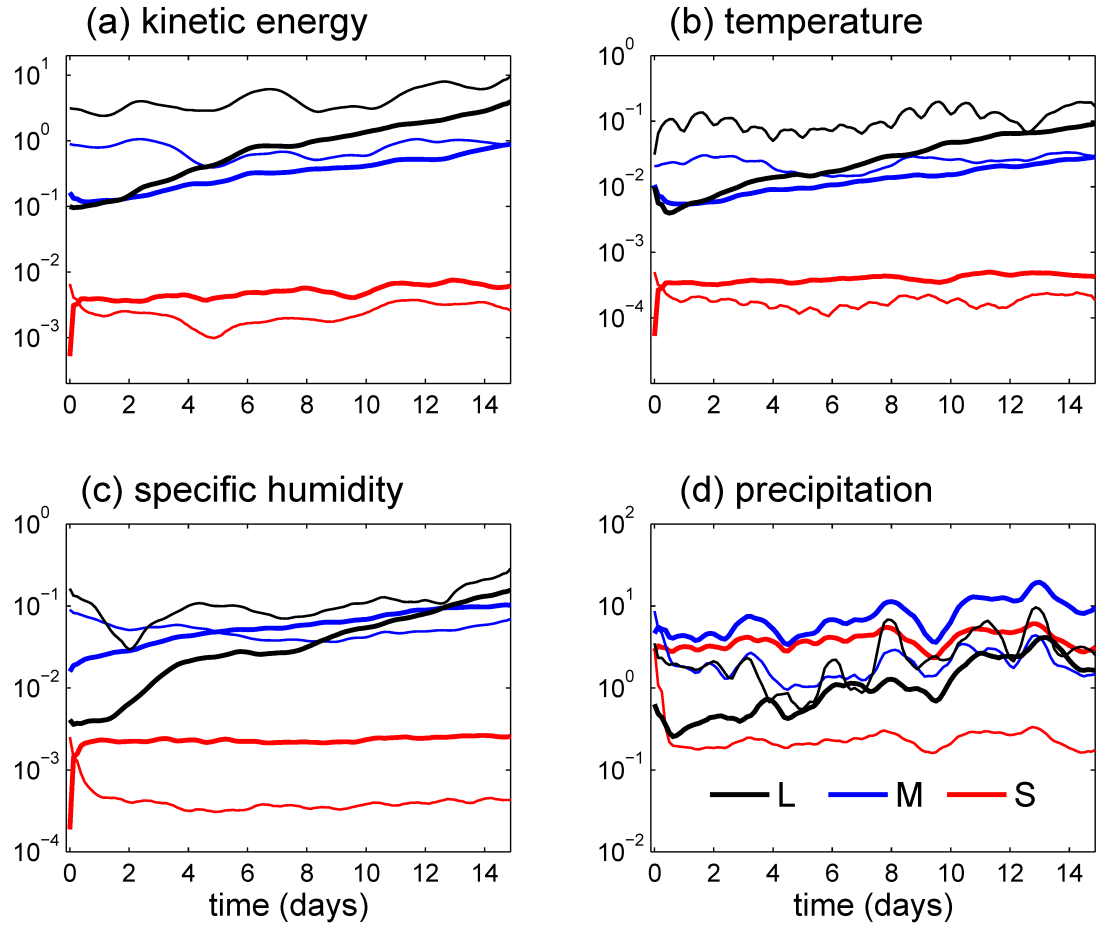 (a) kinetic energy
10^1
10^0
10^−1
10^−2
10^−3
0 2 4 6 8 10 12 14
(b) temperature
10^0
10^−1
10^−2
10^−3
10^−4
0 2 4 6 8 10 12 14
(c) specific humidity
10^0
10^−1
10^−2
10^−3
10^−4
0 2 4 6 8 10 12 14
time (days)
(d) precipitation
10^2
10^1
10^0
10^−1
10^−2
L M S
0 2 4 6 8 10 12 14
time (days)